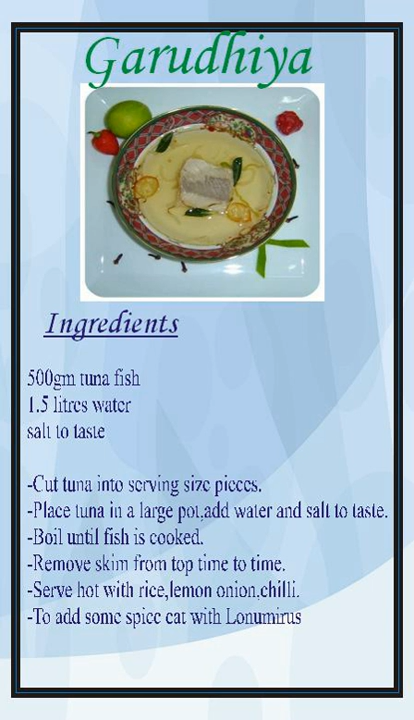 Garudhiya
Ingredients
500gm tuna fish
1.5 litres water
salt to taste
-Cut tuna into serving size pieces.
-Place tuna in a large pot,add water and salt to taste.
-Boil until fish is cooked.
-Remove skim from top time to time.
-Serve hot with rice,lemon onion,chilli.
-To add some spice eat with Lonumirus